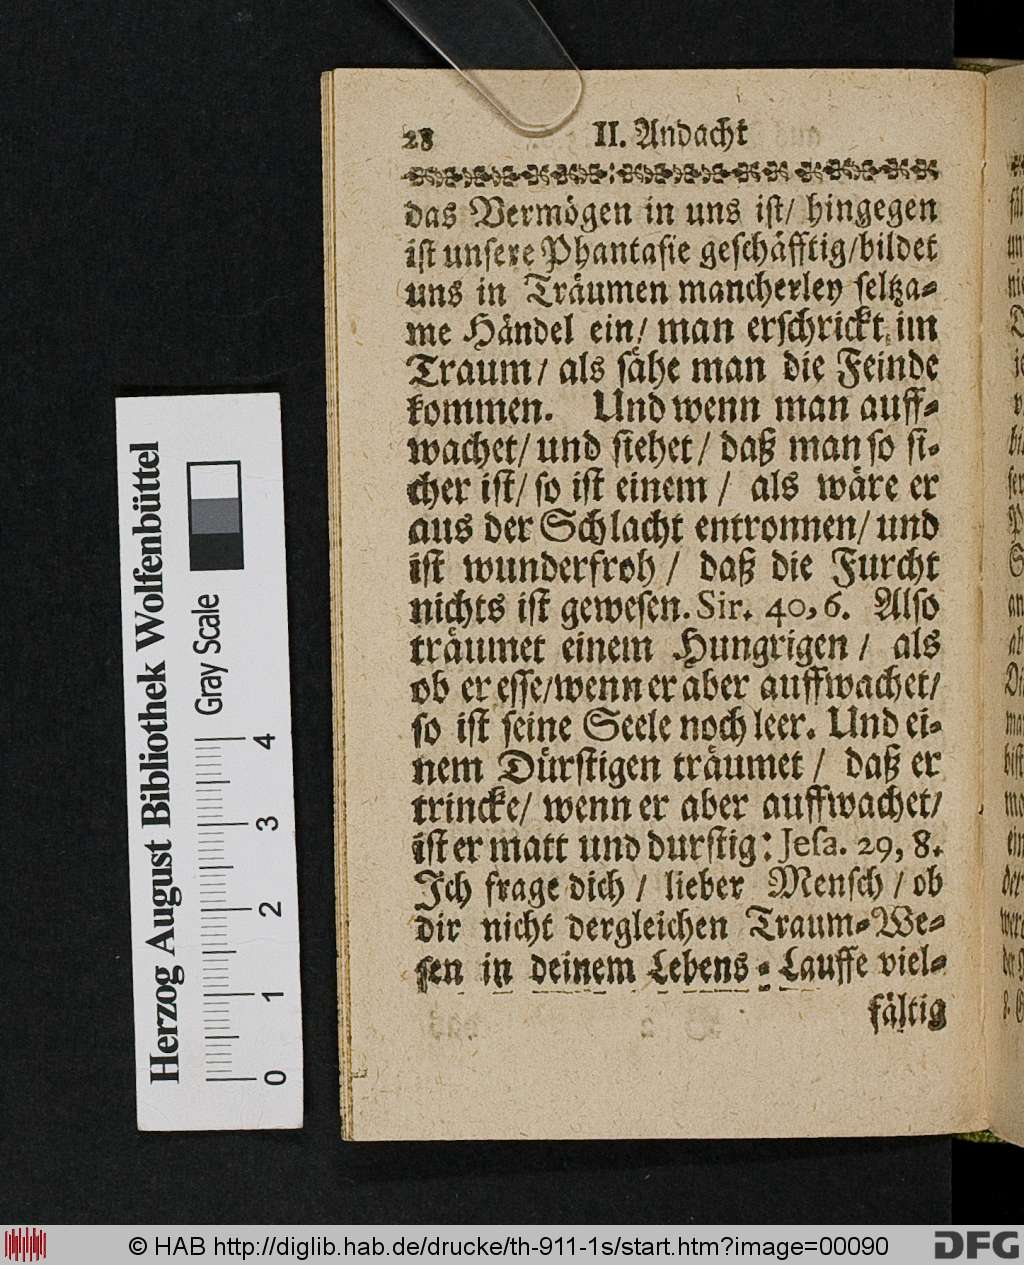 28 II. Andacht
das Vermögen in uns ist/ hingegen
ist unsere Phantasie geschäfftig/bildet
uns in Träumen mancherley seltza-
me Händel ein/ man erschrickt im
Traum/ als sähe man die Feinde
kommen. Und wenn man auff-
wachet/ und siehet/ daß man so si-
cher ist/ so ist einem/ als wäre er
aus der Schlacht entronnen/ und
ist wunderfroh/ daß die Furcht
nichts ist gewesen. Sir. 40, 6. Also
träumet einem Hungrigen/ als
ob er esse/wenn er aber auffwachet/
so ist seine Seele noch leer. Und ei-
nem Dürstigen träumet/ daß er
trincke/ wenn er aber auffwachet/
ist er matt und durstig: Jesa. 29, 8.
Ich frage dich/ lieber Mensch/ ob
dir nicht dergleichen Traum-We-
sen in deinem Lebens-Lauffe viel-
fältig
Herzog August Bibliothek Wolfenbüttel
Gray Scale
0 1 2 3 4
© HAB http://diglib.hab.de/drucke/th-911-1s/start.htm?image=00090
DFG